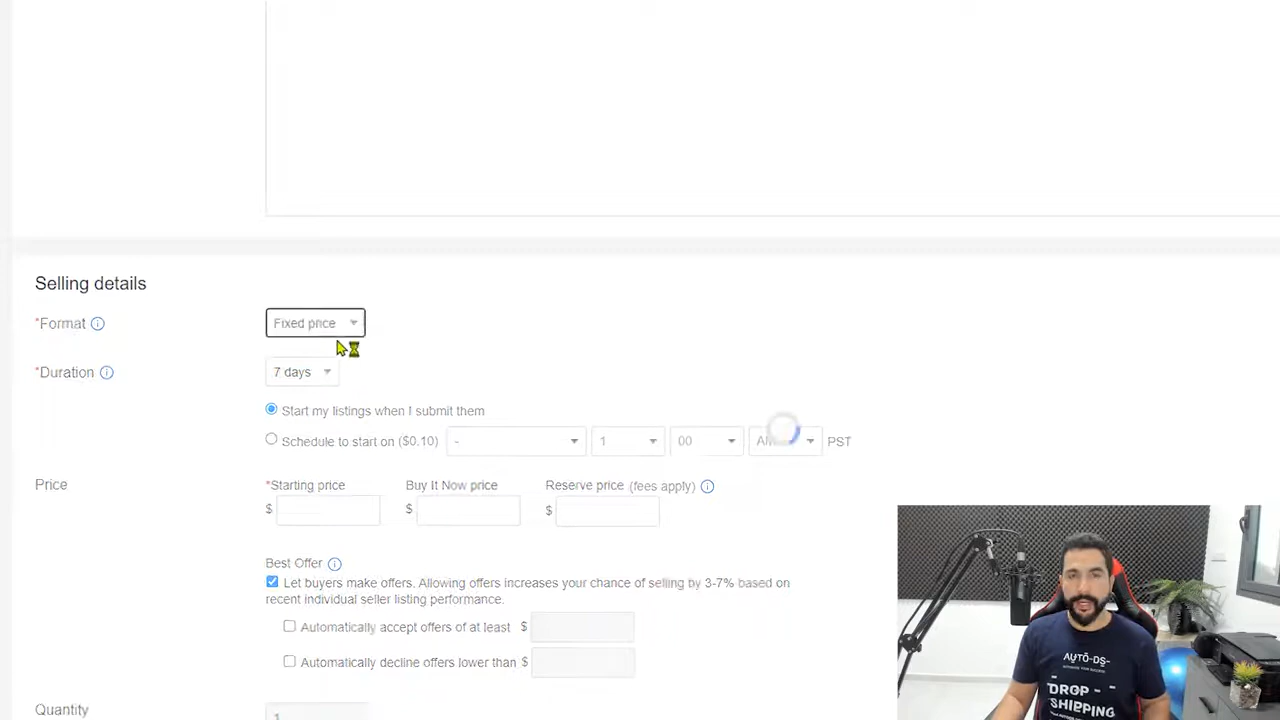 Selling details
*Format
Fixed price
*Duration
7 days
Start my listings when I submit them
Schedule to start on ($0.10) - 1 00 AM PST
Price
*Starting price Buy It Now price Reserve price (fees apply)
$ $ $
Best Offer
Let buyers make offers. Allowing offers increases your chance of selling by 3-7% based on
recent individual seller listing performance.
Automatically accept offers of at least $
Automatically decline offers lower than $
Quantity
1
AUTO-DS-
DROP -
SHIPPING